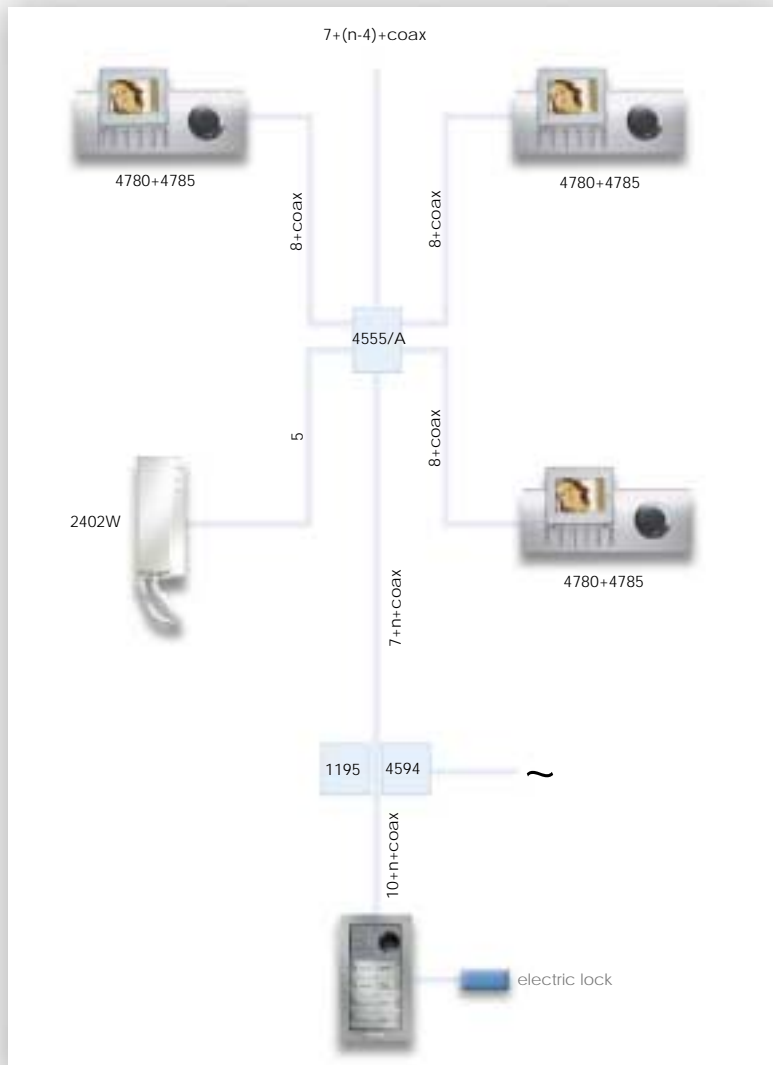 7+(n-4)+coax
4780+4785
4780+4785
8+coax
8+coax
4555/A
5
8+coax
2402W
4780+4785
7+n+coax
1195
4594
~
10+n+coax
electric lock